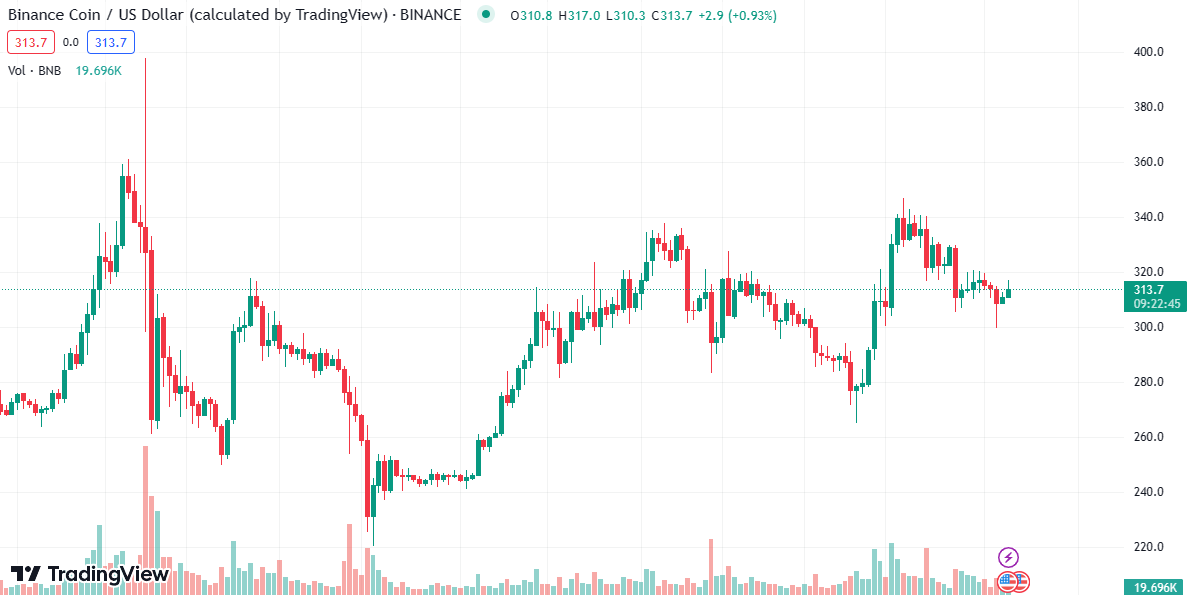 Binance Coin / US Dollar (calculated by TradingView) · BINANCE O310.8 H317.0 L310.3 C313.7 +2.9 (+0.93%)
313.7 0.0 313.7
Vol · BNB 19.696K
400.0
380.0
360.0
340.0
320.0
313.7
09:22:45
300.0
280.0
260.0
240.0
220.0
19.696K
TradingView